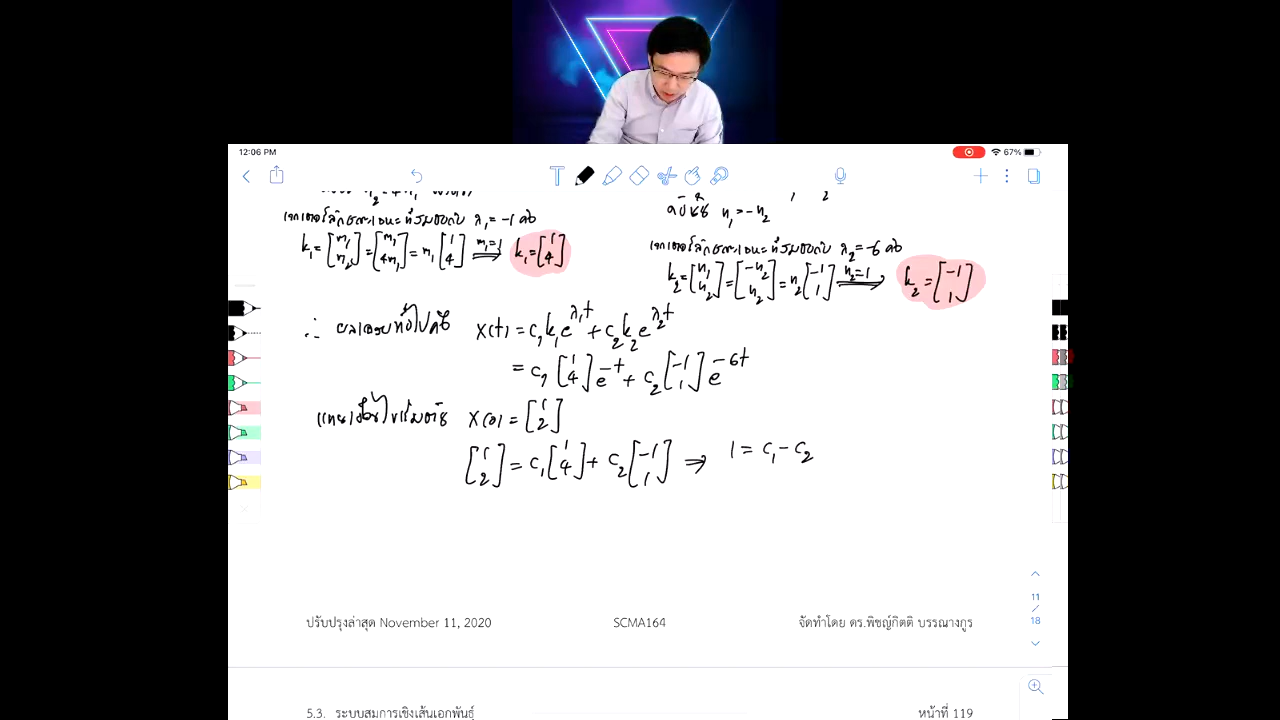 12:06 PM
67%
T
ดังนั้น n₁ = -n₂
เวกเตอร์ลักษณะเฉพาะที่สมนัยกับ λ₁ = -1 คือ
k₁ = [m₁ m₂] = [m₁ 4m₁] = m₁ [1 4] m₁=1 ⟹ k₁ = [1 4]
เวกเตอร์ลักษณะเฉพาะที่สมนัยกับ λ₂ = -6 คือ
k₂ = [n₁ n₂] = [-n₂ n₂] = n₂ [-1 1] n₂=1 ⟹ k₂ = [-1 1]
∴ ผลเฉลยทั่วไปคือ X(t) = c₁k₁e^{λ₁t} + c₂k₂e^{λ₂t}
= c₁ [1 4] e^{-t} + c₂ [-1 1] e^{-6t}
แทนเงื่อนไขเริ่มต้น X(0) = [1 2]
[1 2] = c₁ [1 4] + c₂ [-1 1] ⟹ 1 = c₁ - c₂
11
/
18
ปรับปรุงล่าสุด November 11, 2020 SCMA164 จัดทำโดย ดร.พิชญ์กิตติ บรรณางกูร
5.3. ระบบสมการเชิงเส้นเอกพันธุ์ หน้าที่ 119